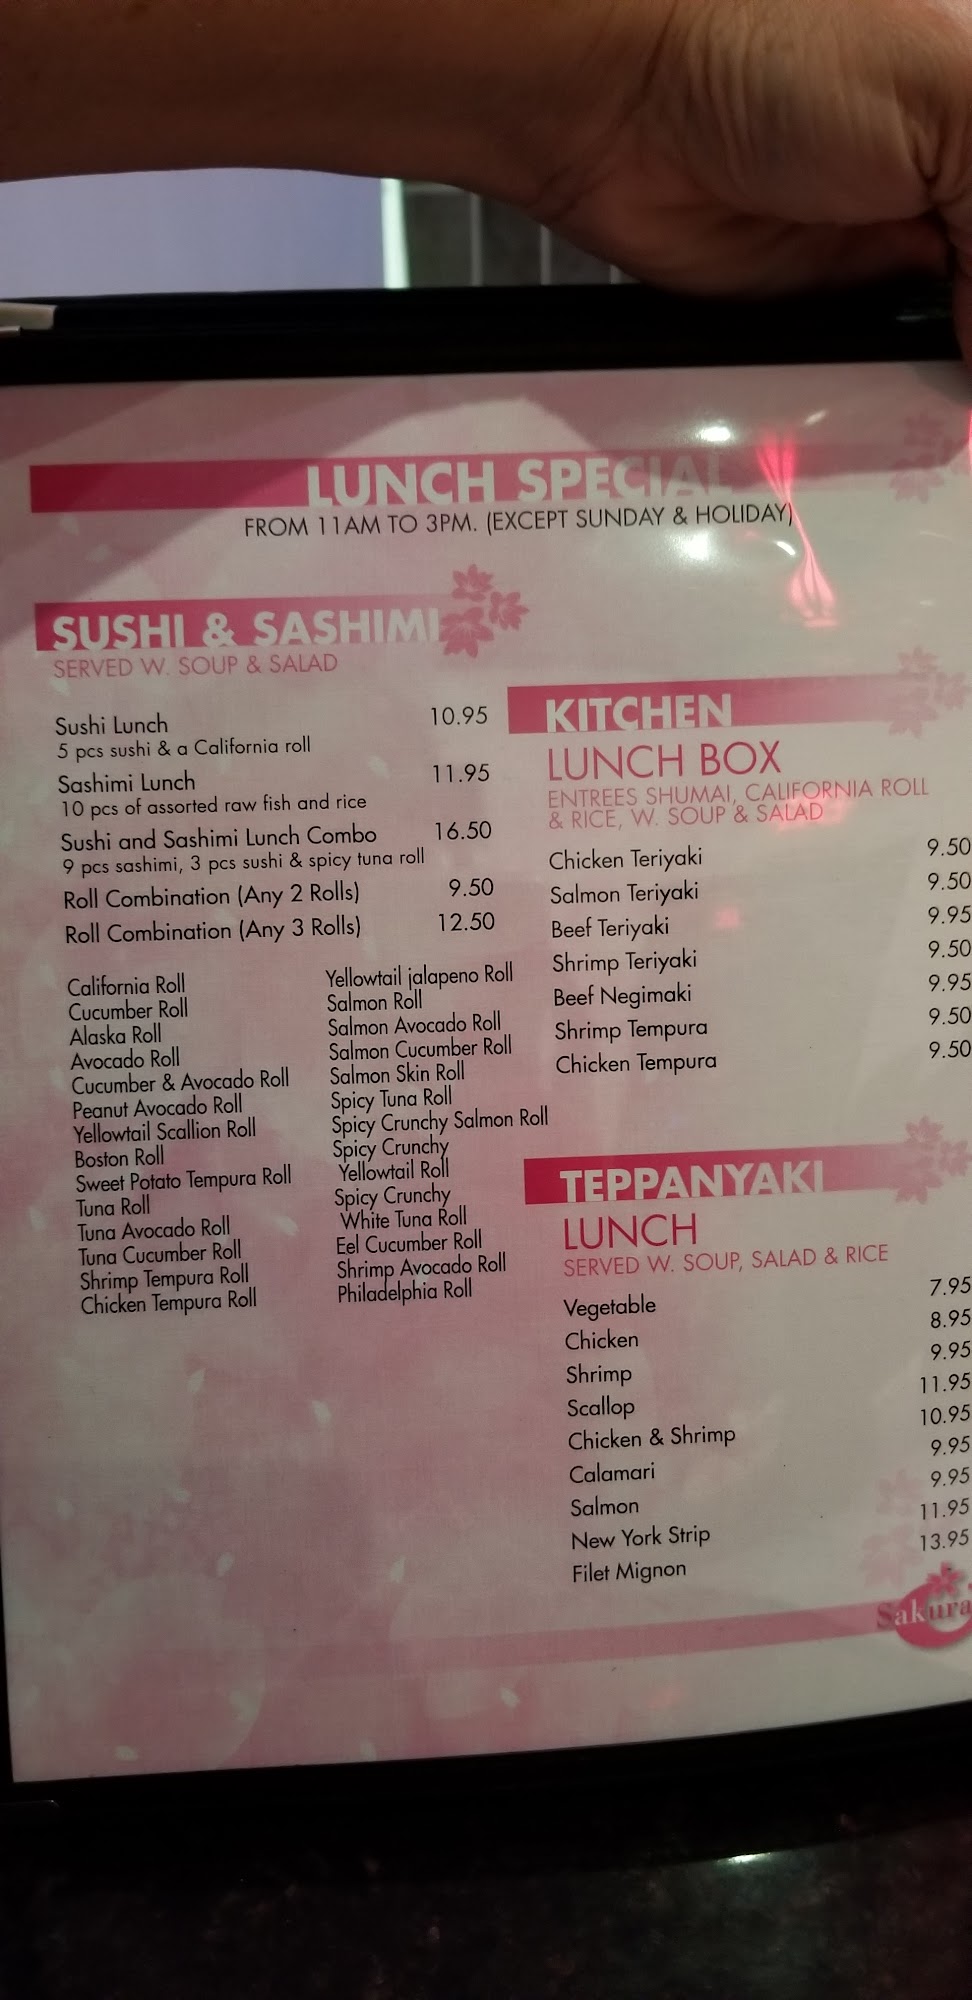 LUNCH SPECIAL
FROM 11AM TO 3PM. (EXCEPT SUNDAY & HOLIDAY)
SUSHI & SASHIMI
SERVED W. SOUP & SALAD
Sushi Lunch 10.95
5 pcs sushi & a California roll
Sashimi Lunch 11.95
10 pcs of assorted raw fish and rice
Sushi and Sashimi Lunch Combo 16.50
9 pcs sashimi, 3 pcs sushi & spicy tuna roll
Roll Combination (Any 2 Rolls) 9.50
Roll Combination (Any 3 Rolls) 12.50
California Roll
Cucumber Roll
Alaska Roll
Avocado Roll
Cucumber & Avocado Roll
Peanut Avocado Roll
Yellowtail Scallion Roll
Boston Roll
Sweet Potato Tempura Roll
Tuna Roll
Tuna Avocado Roll
Tuna Cucumber Roll
Shrimp Tempura Roll
Chicken Tempura Roll
Yellowtail jalapeno Roll
Salmon Roll
Salmon Avocado Roll
Salmon Cucumber Roll
Salmon Skin Roll
Spicy Tuna Roll
Spicy Crunchy Salmon Roll
Spicy Crunchy
Yellowtail Roll
Spicy Crunchy
White Tuna Roll
Eel Cucumber Roll
Shrimp Avocado Roll
Philadelphia Roll
KITCHEN
LUNCH BOX
ENTREES SHUMAI, CALIFORNIA ROLL
& RICE, W. SOUP & SALAD
Chicken Teriyaki 9.50
Salmon Teriyaki 9.50
Beef Teriyaki 9.95
Shrimp Teriyaki 9.50
Beef Negimaki 9.95
Shrimp Tempura 9.50
Chicken Tempura 9.50
TEPPANYAKI
LUNCH
SERVED W. SOUP, SALAD & RICE
Vegetable 7.95
Chicken 8.95
Shrimp 9.95
Scallop 11.95
Chicken & Shrimp 10.95
Calamari 9.95
Salmon 9.95
New York Strip 11.95
Filet Mignon 13.95
Sakura